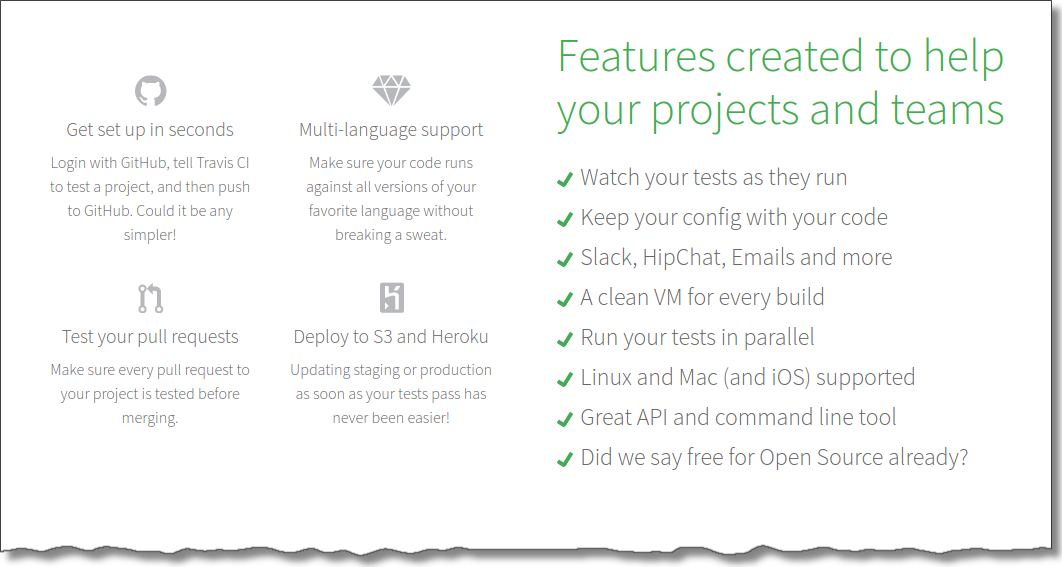 Features created to help
your projects and teams
Get set up in seconds
Login with GitHub, tell Travis CI
to test a project, and then push
to GitHub. Could it be any
simpler!
Multi-language support
Make sure your code runs
against all versions of your
favorite language without
breaking a sweat.
Test your pull requests
Make sure every pull request to
your project is tested before
merging.
Deploy to S3 and Heroku
Updating staging or production
as soon as your tests pass has
never been easier!
Watch your tests as they run
Keep your config with your code
Slack, HipChat, Emails and more
A clean VM for every build
Run your tests in parallel
Linux and Mac (and iOS) supported
Great API and command line tool
Did we say free for Open Source already?